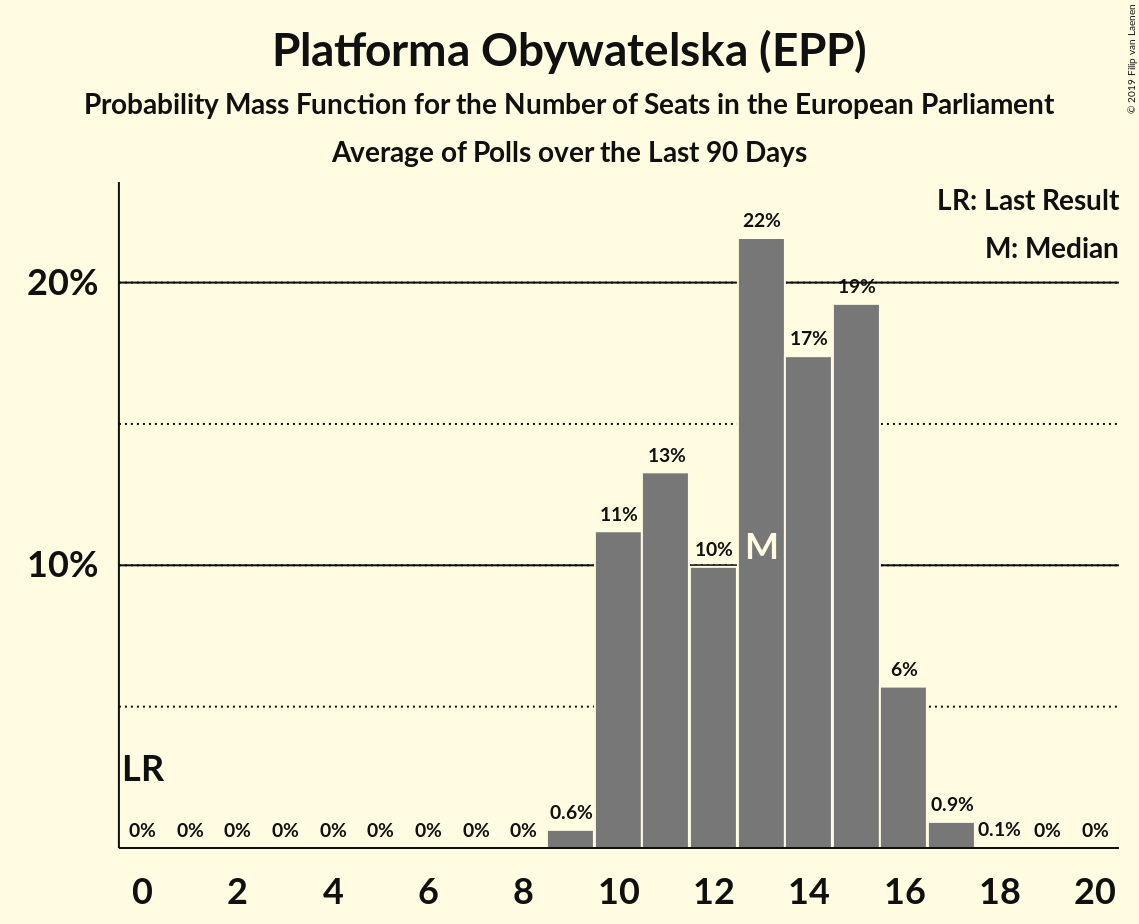 Platforma Obywatelska (EPP)
Probability Mass Function for the Number of Seats in the European Parliament
Average of Polls over the Last 90 Days
© 2019 Filip van Laenen
LR: Last Result
M: Median
22%
20%
19%
17%
13%
11%
10%
M
10%
6%
LR
0% 0% 0% 0% 0% 0% 0% 0% 0% 0.6% 0.9% 0.1% 0% 0%
0 2 4 6 8 10 12 14 16 18 20